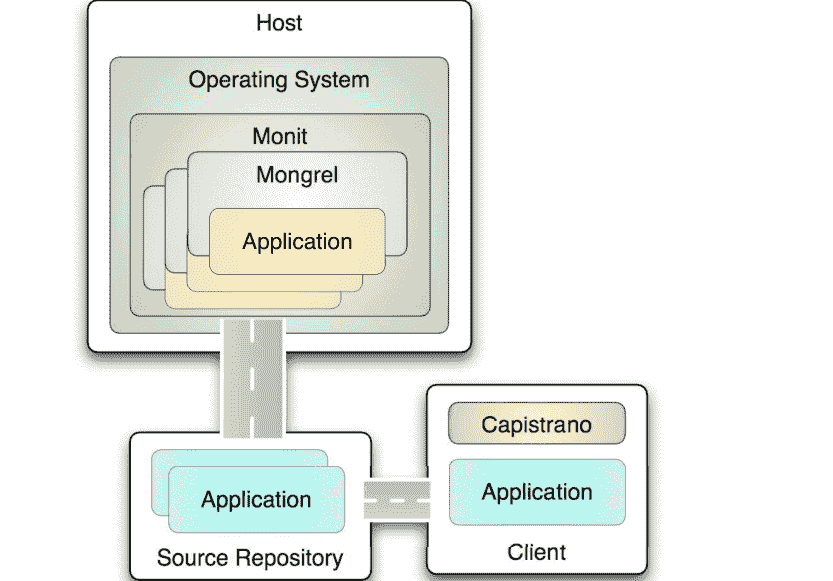 Host
Operating System
Monit
Mongrel
Application
Capistrano
Application
Application
Source Repository
Client